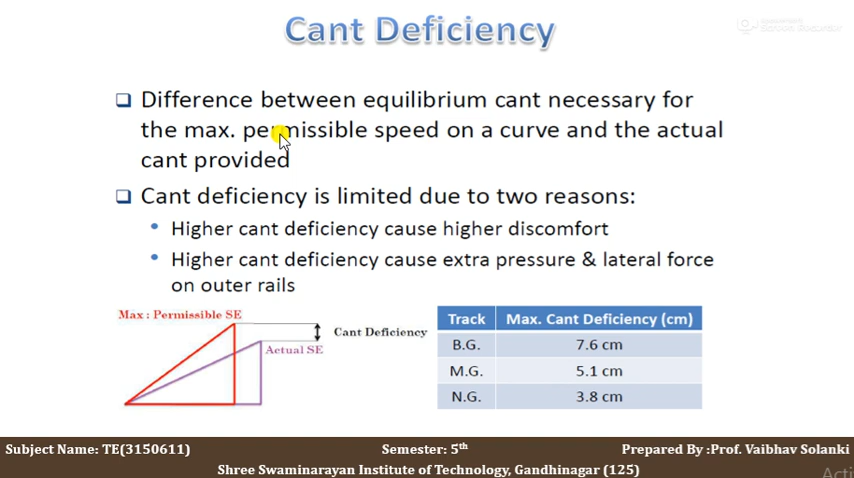 Cant Deficiency
Screen Recorder
Difference between equilibrium cant necessary for
the max. permissible speed on a curve and the actual
cant provided
Cant deficiency is limited due to two reasons:
Higher cant deficiency cause higher discomfort
Higher cant deficiency cause extra pressure & lateral force
on outer rails
Max : Permissible SE
Cant Deficiency
Actual SE
Track Max. Cant Deficiency (cm)
B.G. 7.6 cm
M.G. 5.1 cm
N.G. 3.8 cm
Subject Name: TE(3150611) Semester: 5th Prepared By :Prof. Vaibhav Solanki
Shree Swaminarayan Institute of Technology, Gandhinagar (125)